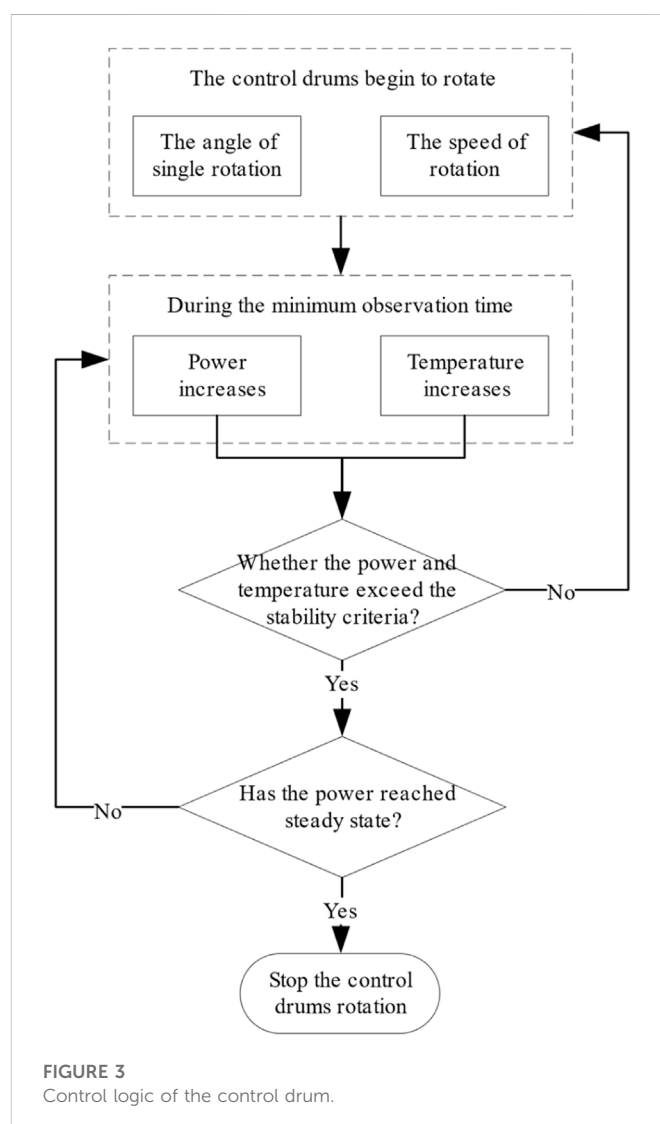 The control drums begin to rotate
The angle of
single rotation
The speed of
rotation
During the minimum observation time
Power
increases
Temperature
increases
Whether the power and
temperature exceed the
stability criteria?
No
Yes
Has the power reached
steady state?
No
Yes
Stop the control
drums rotation
FIGURE 3
Control logic of the control drum.